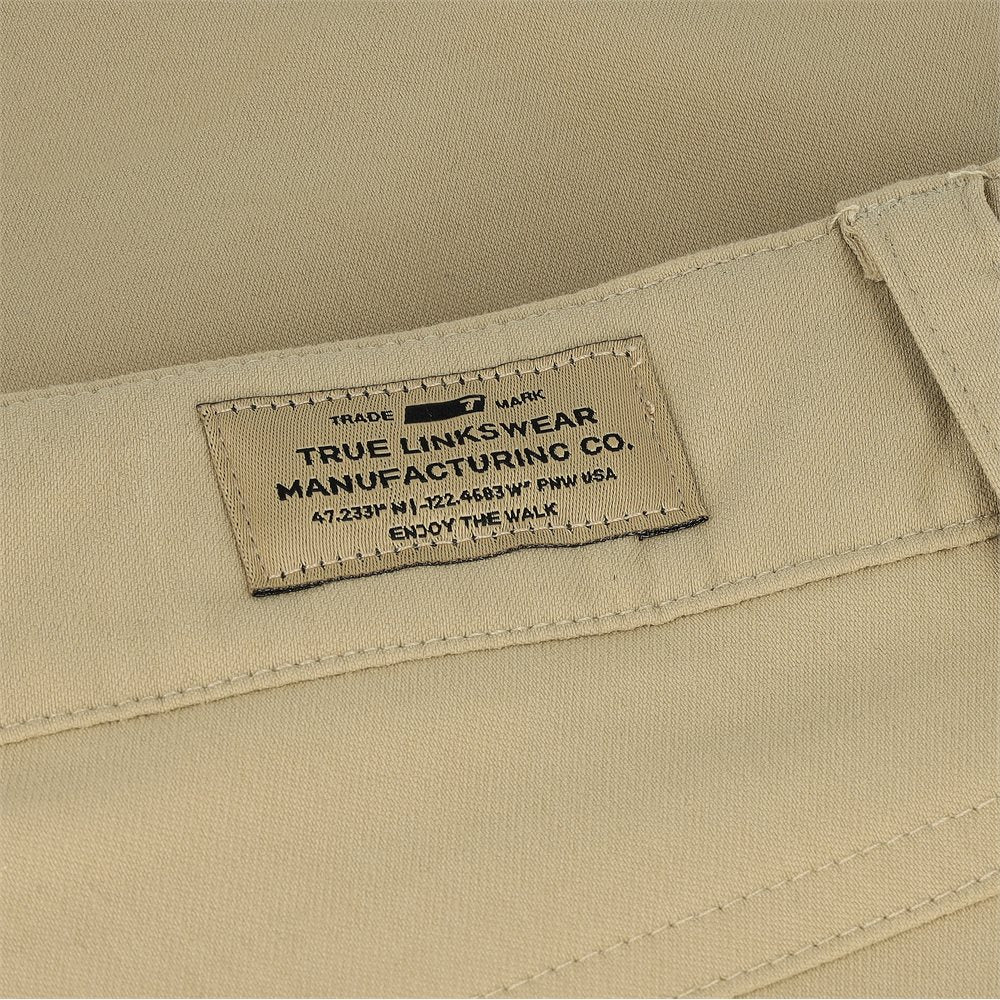 TRADE T MARK
TRUE LINKSWEAR
MANUFACTURING CO.
47.2331° N | -122.4683 W° PNW USA
ENJOY THE WALK